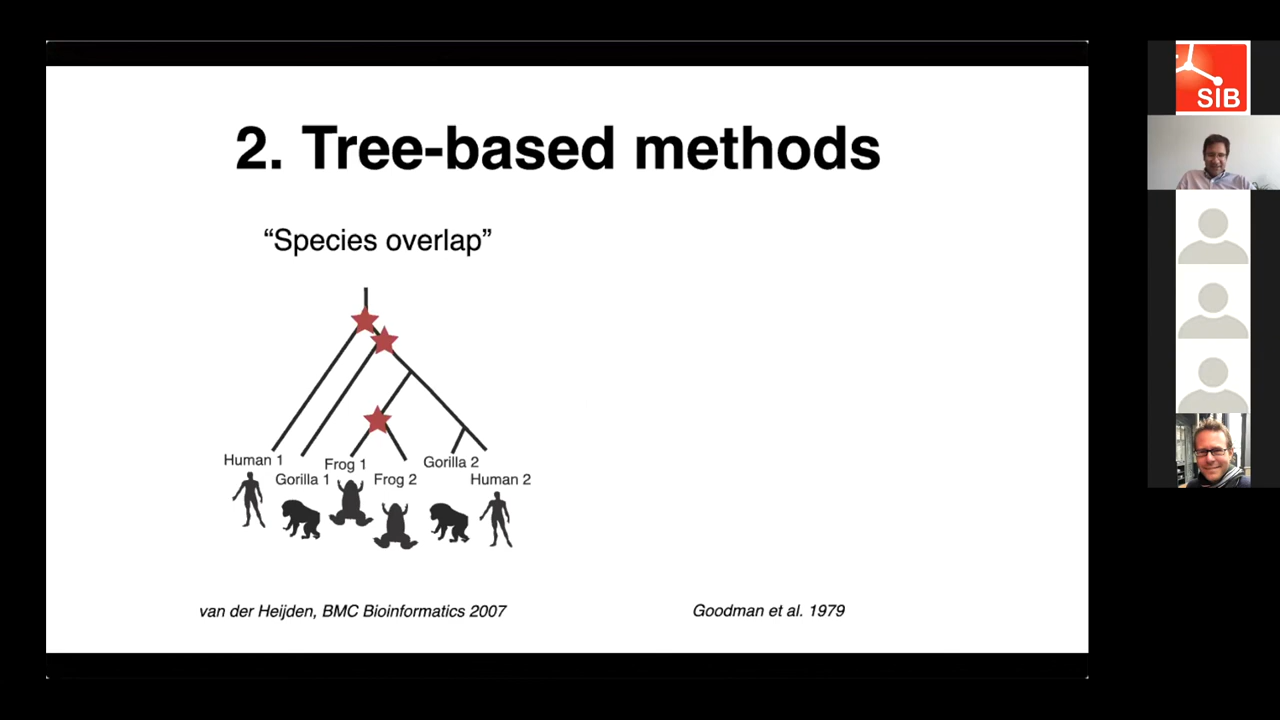 2. Tree-based methods
“Species overlap”
Human 1
Gorilla 1
Frog 1
Frog 2
Gorilla 2
Human 2
van der Heijden, BMC Bioinformatics 2007
Goodman et al. 1979
SIB